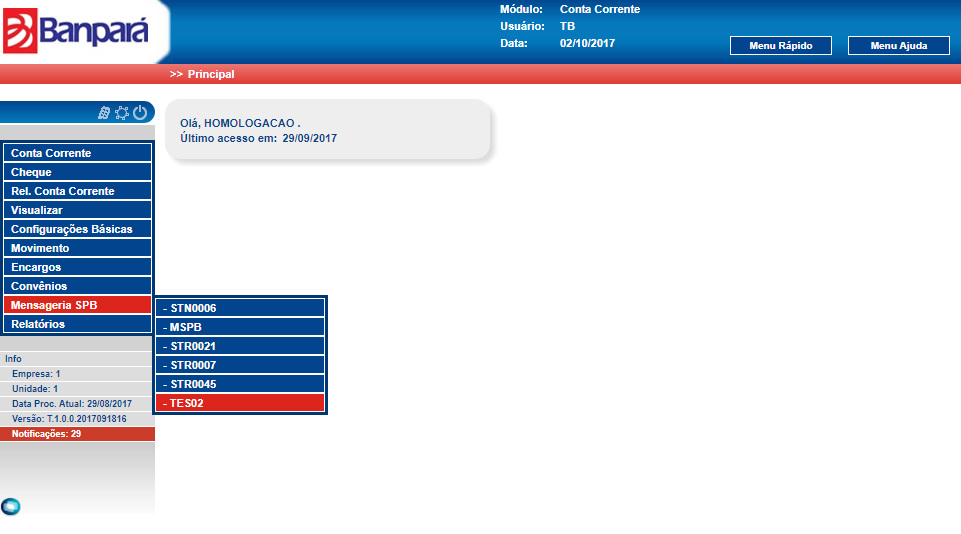 Banpará
Módulo: Conta Corrente
Usuário: TB
Data: 02/10/2017
Menu Rápido
Menu Ajuda
>> Principal
Olá, HOMOLOGACAO .
Último acesso em: 29/09/2017
Conta Corrente
Cheque
Rel. Conta Corrente
Visualizar
Configurações Básicas
Movimento
Encargos
Convênios
Mensageria SPB
Relatórios
- STN0006
- MSPB
- STR0021
- STR0007
- STR0045
- TES02
Info
Empresa: 1
Unidade: 1
Data Proc. Atual: 29/08/2017
Versão: T.1.0.0.2017091816
Notificações: 29